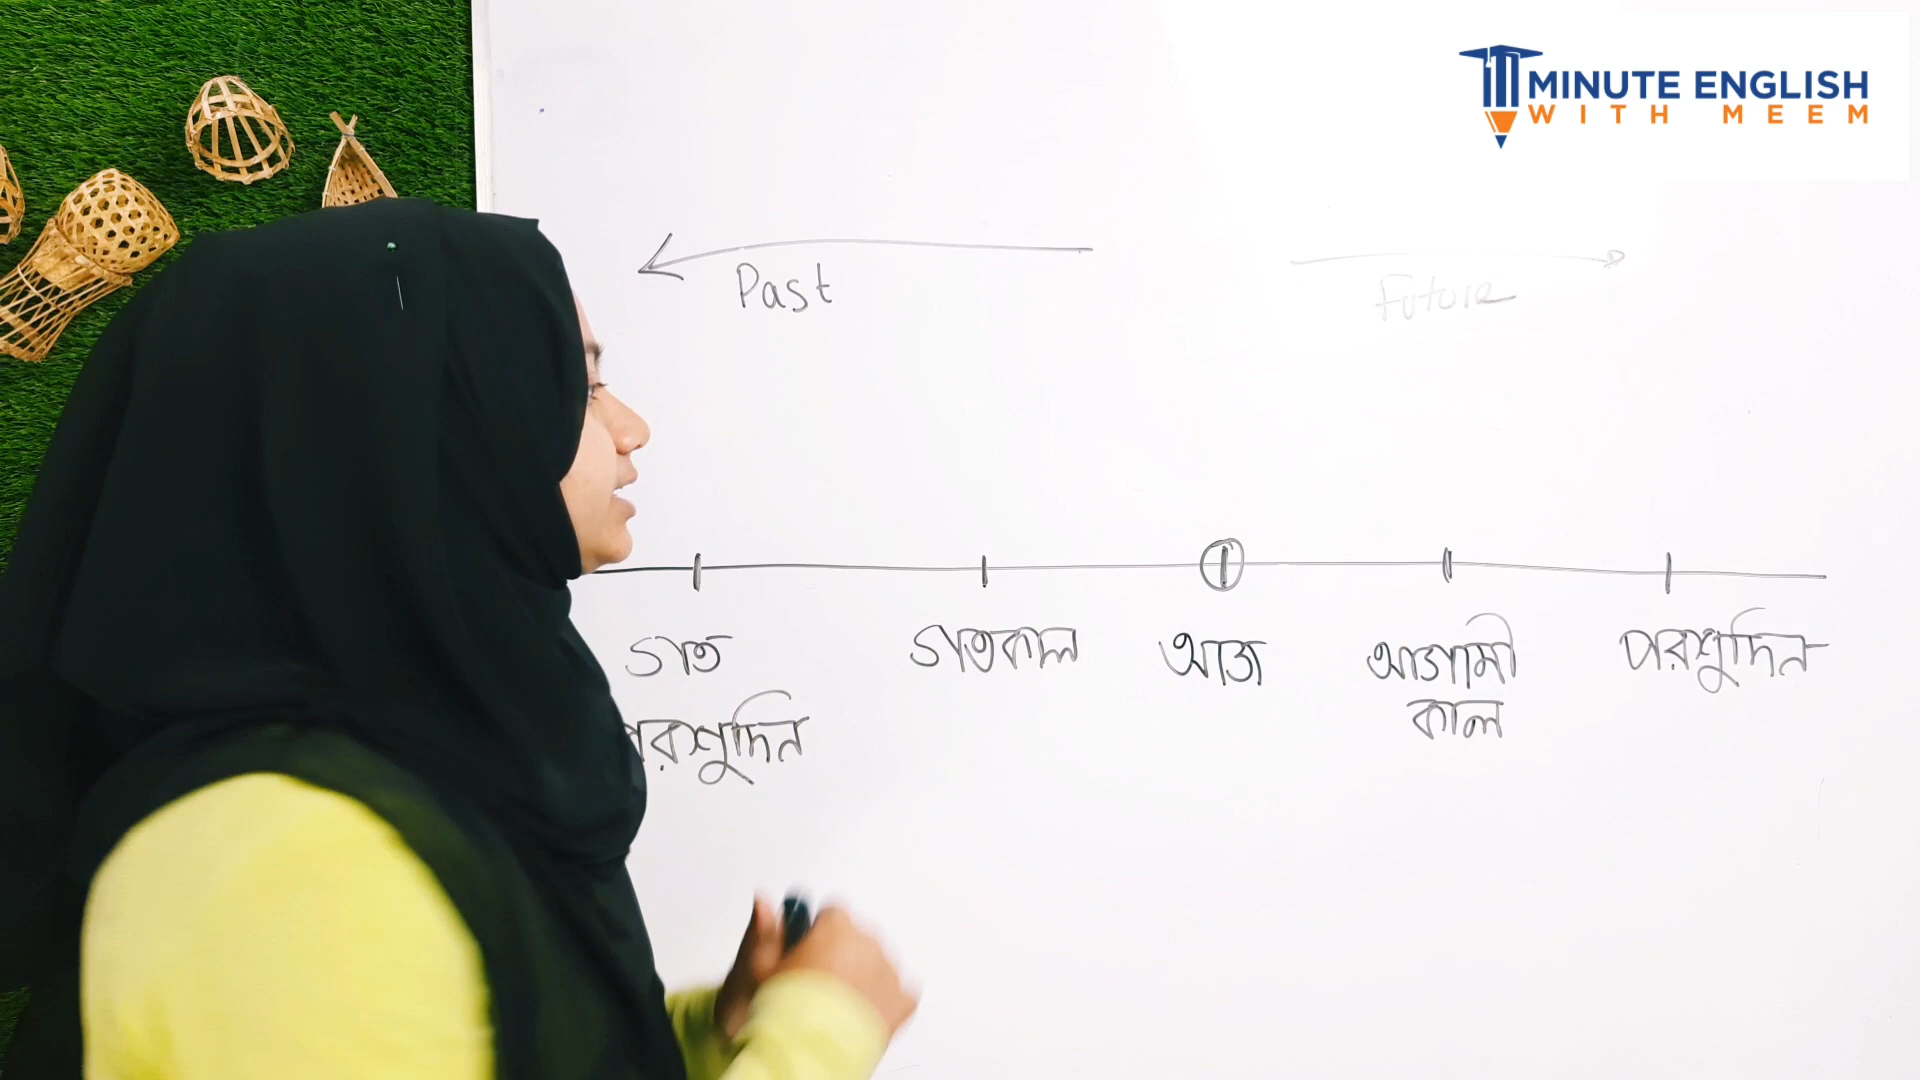 MINUTE ENGLISH
WITH MEEM
Past
Future
গত
পরশুদিন
গতকাল
আজ
আগামী
কাল
পরশুদিন